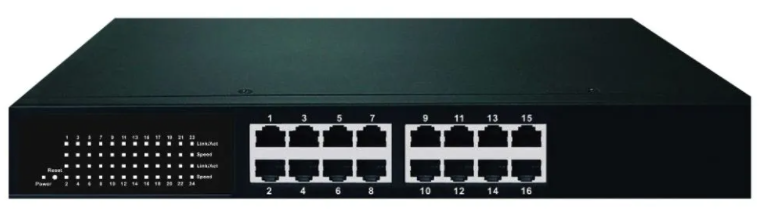 1 3 5 7 9 11 13 15
1 3 5 7 9 11 13 15 17 19 21 23
Link/Act
Speed
Link/Act
Reset
Speed
Power 2 4 6 8 10 12 14 16 18 20 22 24
2 4 6 8 10 12 14 16